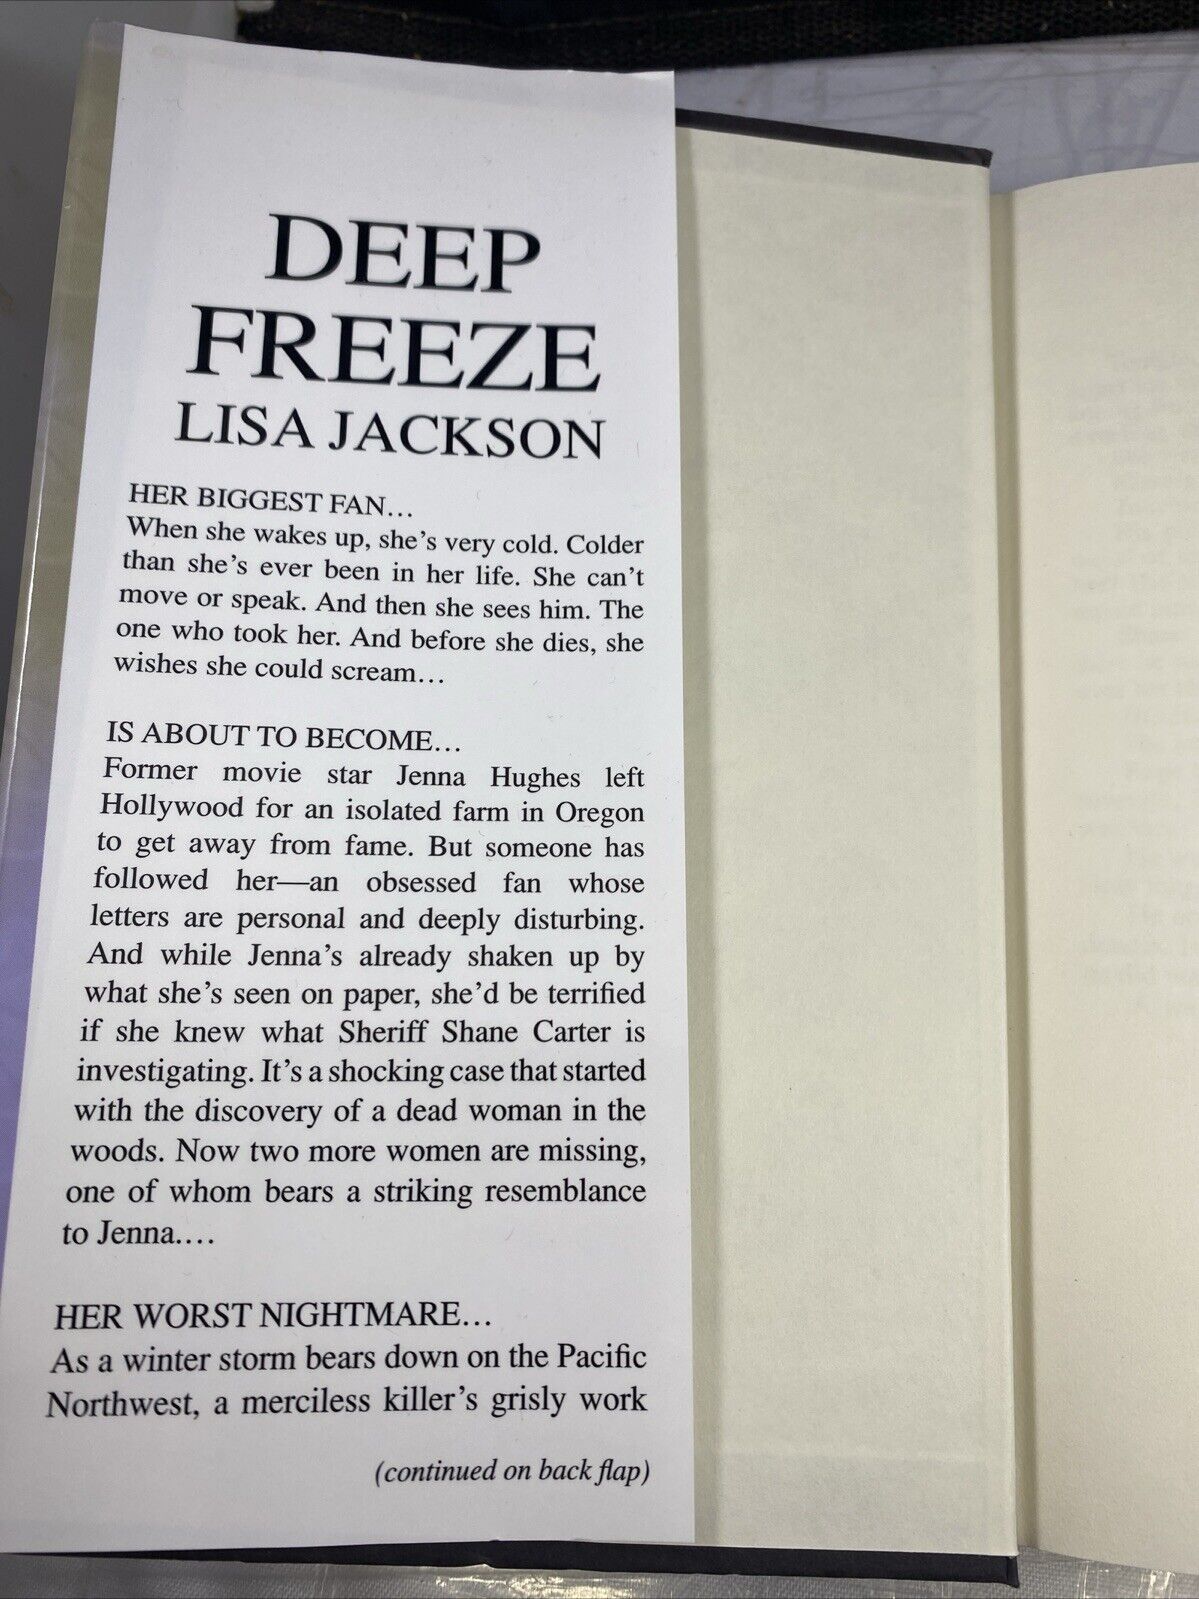 DEEP
FREEZE
LISA JACKSON
HER BIGGEST FAN...
When she wakes up, she's very cold. Colder
than she's ever been in her life. She can't
move or speak. And then she sees him. The
one who took her. And before she dies, she
wishes she could scream...
IS ABOUT TO BECOME...
Former movie star Jenna Hughes left
Hollywood for an isolated farm in Oregon
to get away from fame. But someone has
followed her—an obsessed fan whose
letters are personal and deeply disturbing.
And while Jenna's already shaken up by
what she's seen on paper, she'd be terrified
if she knew what Sheriff Shane Carter is
investigating. It's a shocking case that started
with the discovery of a dead woman in the
woods. Now two more women are missing,
one of whom bears a striking resemblance
to Jenna....
HER WORST NIGHTMARE...
As a winter storm bears down on the Pacific
Northwest, a merciless killer's grisly work
(continued on back flap)